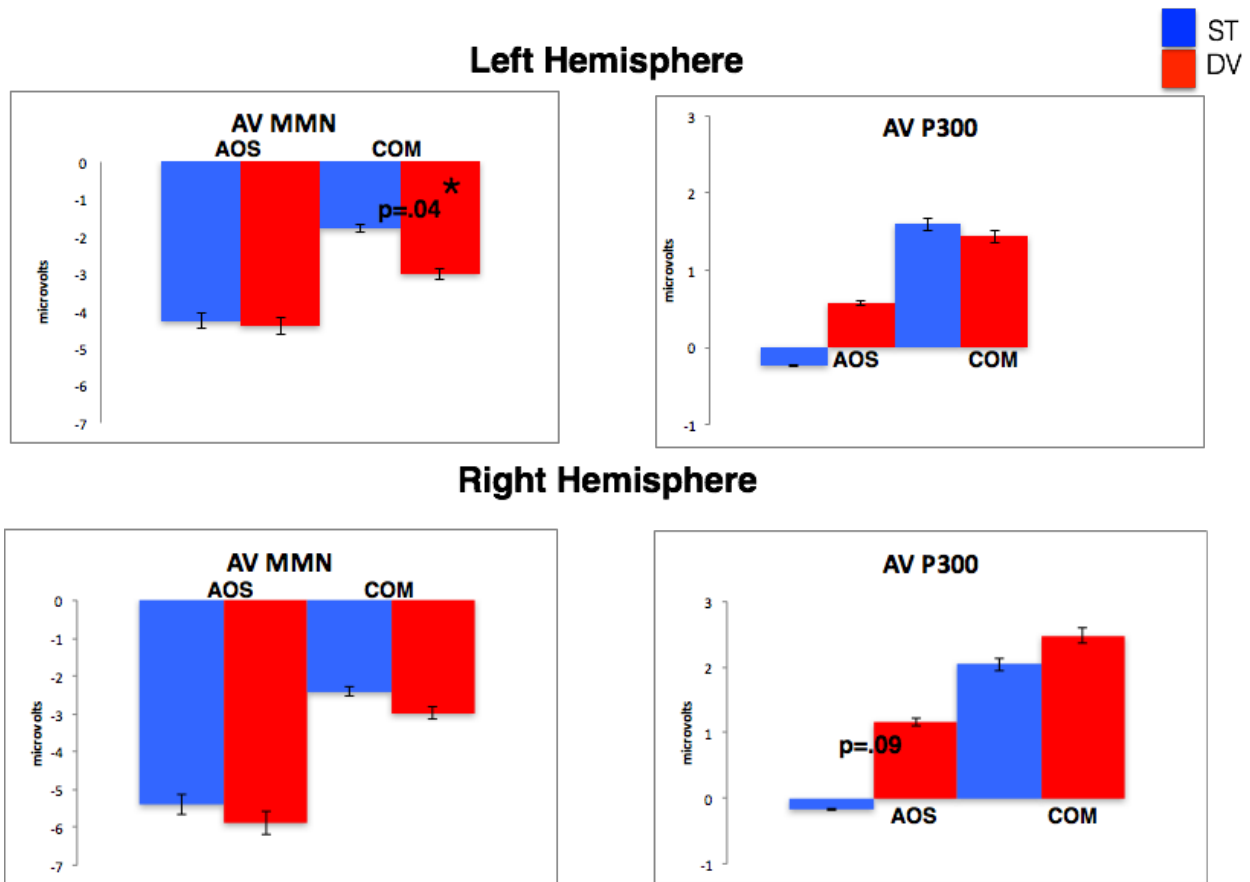 ST
DV
Left Hemisphere
AV MMN
AOS COM
0
-1
-2
-3
-4
-5
-6
-7
microvolts
p=.04 *
AV P300
3
2
1
0
-1
microvolts
AOS COM
Right Hemisphere
AV MMN
AOS COM
0
-1
-2
-3
-4
-5
-6
-7
microvolts
AV P300
3
2
1
0
-1
microvolts
p=.09
AOS COM